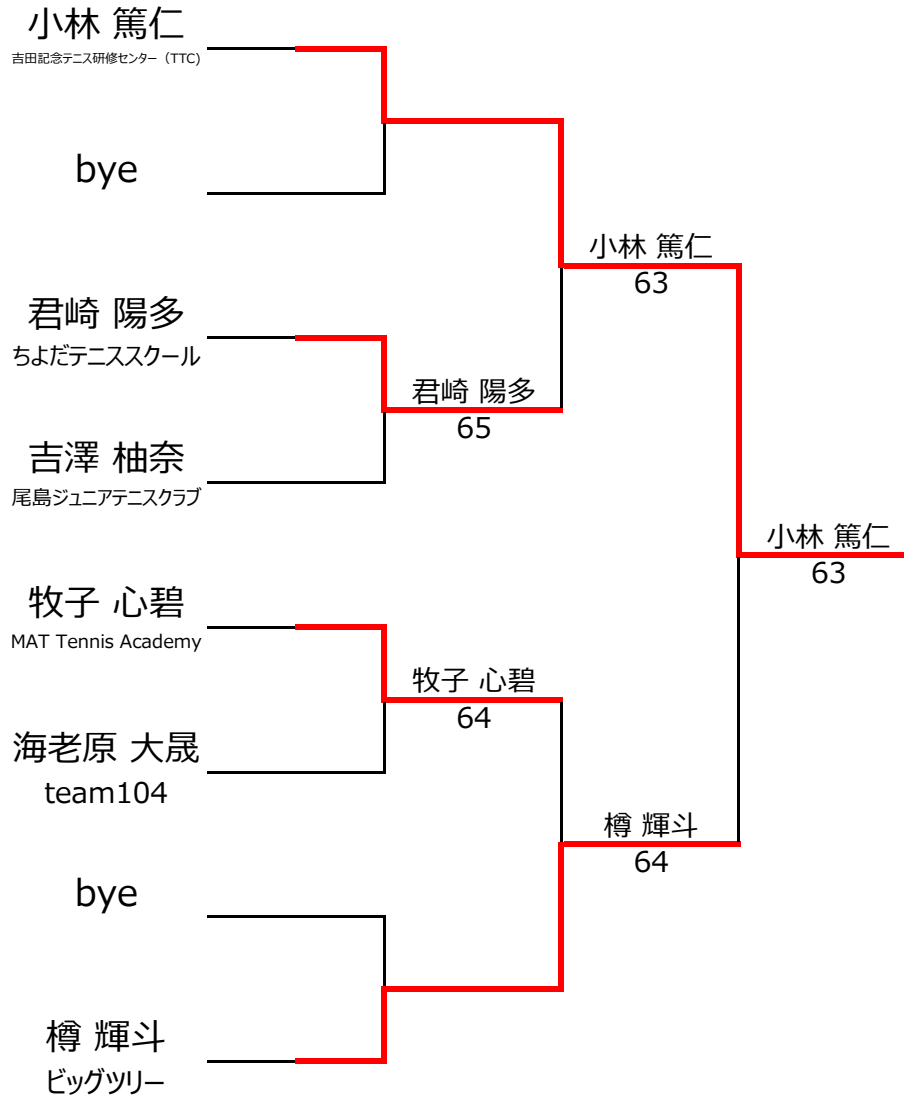 小林 篤仁
吉田記念テニス研修センター（TTC)
bye
君崎 陽多
ちよだテニススクール
吉澤 柚奈
尾島ジュニアテニスクラブ
牧子 心碧
MAT Tennis Academy
海老原 大晟
team104
bye
樽 輝斗
ビッグツリー
君崎 陽多
65
牧子 心碧
64
小林 篤仁
63
樽 輝斗
64
小林 篤仁
63